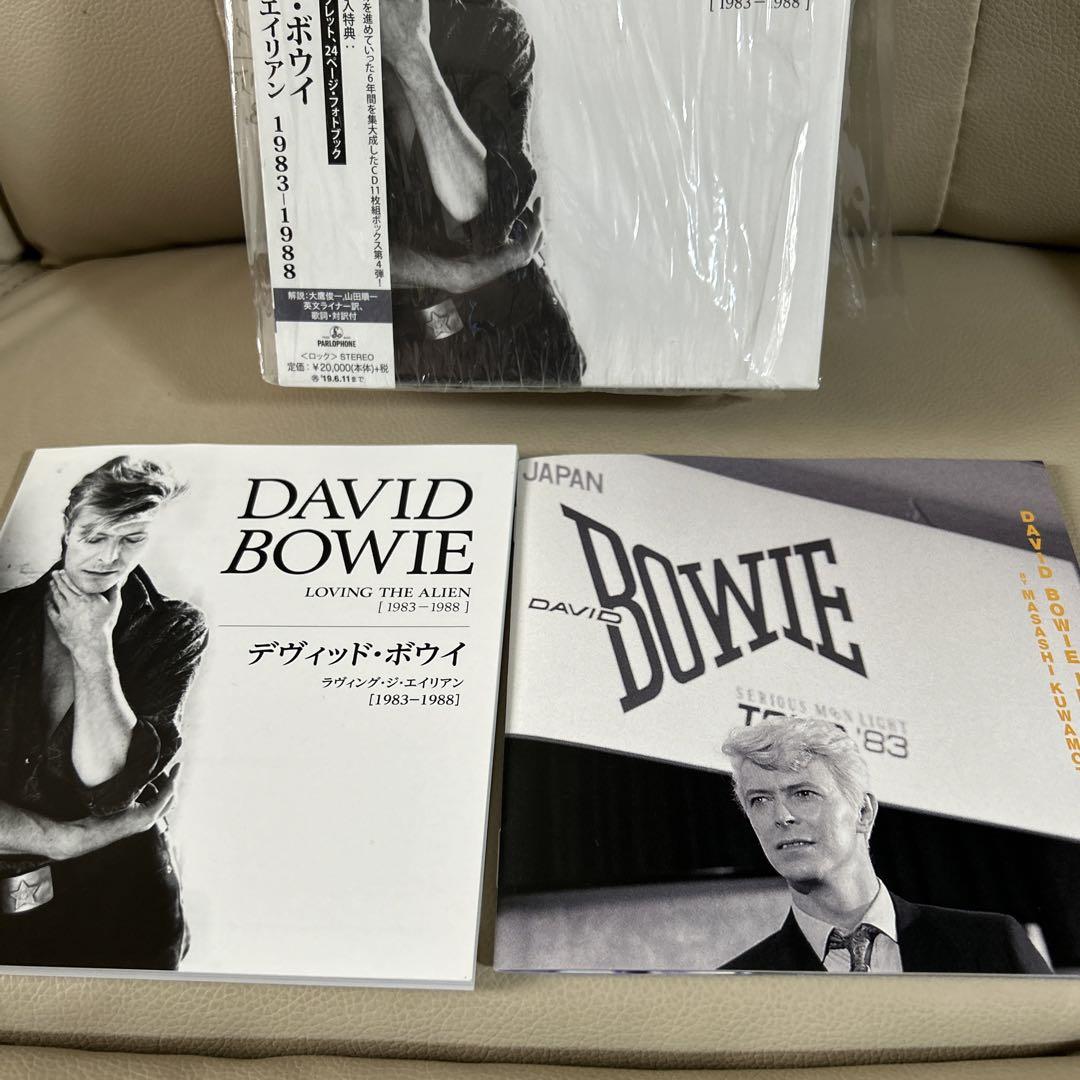 [ 1983－1988 ]
・ボウイ
エイリアン 1983－1988
レット、24ページ・フォトブック
入特典：
を進めていった6年間を集大成したCD11枚組ボックス第4弾！
解説：大鷹俊一,山田順一
英文ライナー訳、
歌詞・対訳付
PARLOPHONE
＜ロック＞ STEREO
定価：￥20,000(本体)+税
'19.6.11まで
DAVID
BOWIE
LOVING THE ALIEN
[ 1983－1988 ]
デヴィッド・ボウイ
ラヴィング・ジ・エイリアン
[1983－1988]
JAPAN
DAVID BOWIE
SERIOUS MOONLIGHT
TOUR '83
DAVID BOWIE
BY MASASHI KUWAMO